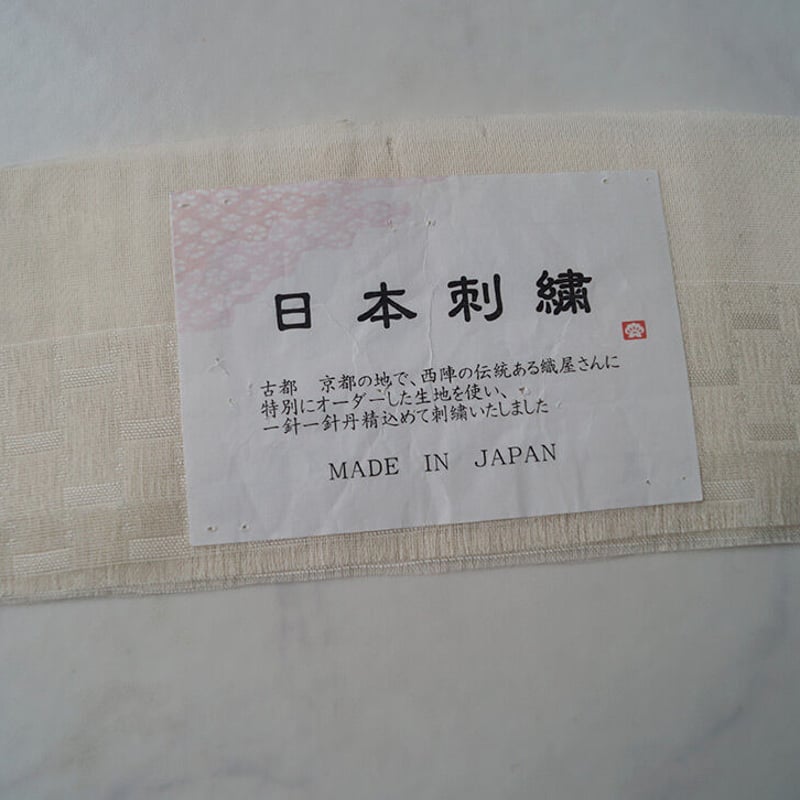 日本刺繍
古都　京都の地で、西陣の伝統ある織屋さんに
特別にオーダーした生地を使い、
一針一針丹精込めて刺繍いたしました
MADE IN JAPAN